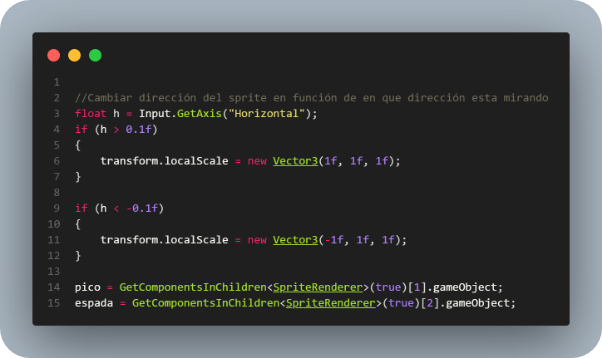 1
2 //Cambiar dirección del sprite en función de en que dirección esta mirando
3 float h = Input.GetAxis("Horizontal");
4 if (h > 0.1f)
5 {
6     transform.localScale = new Vector3(1f, 1f, 1f);
7 }
8
9 if (h < -0.1f)
10 {
11     transform.localScale = new Vector3(-1f, 1f, 1f);
12 }
13
14 pico = GetComponentsInChildren<SpriteRenderer>(true)[1].gameObject;
15 espada = GetComponentsInChildren<SpriteRenderer>(true)[2].gameObject;